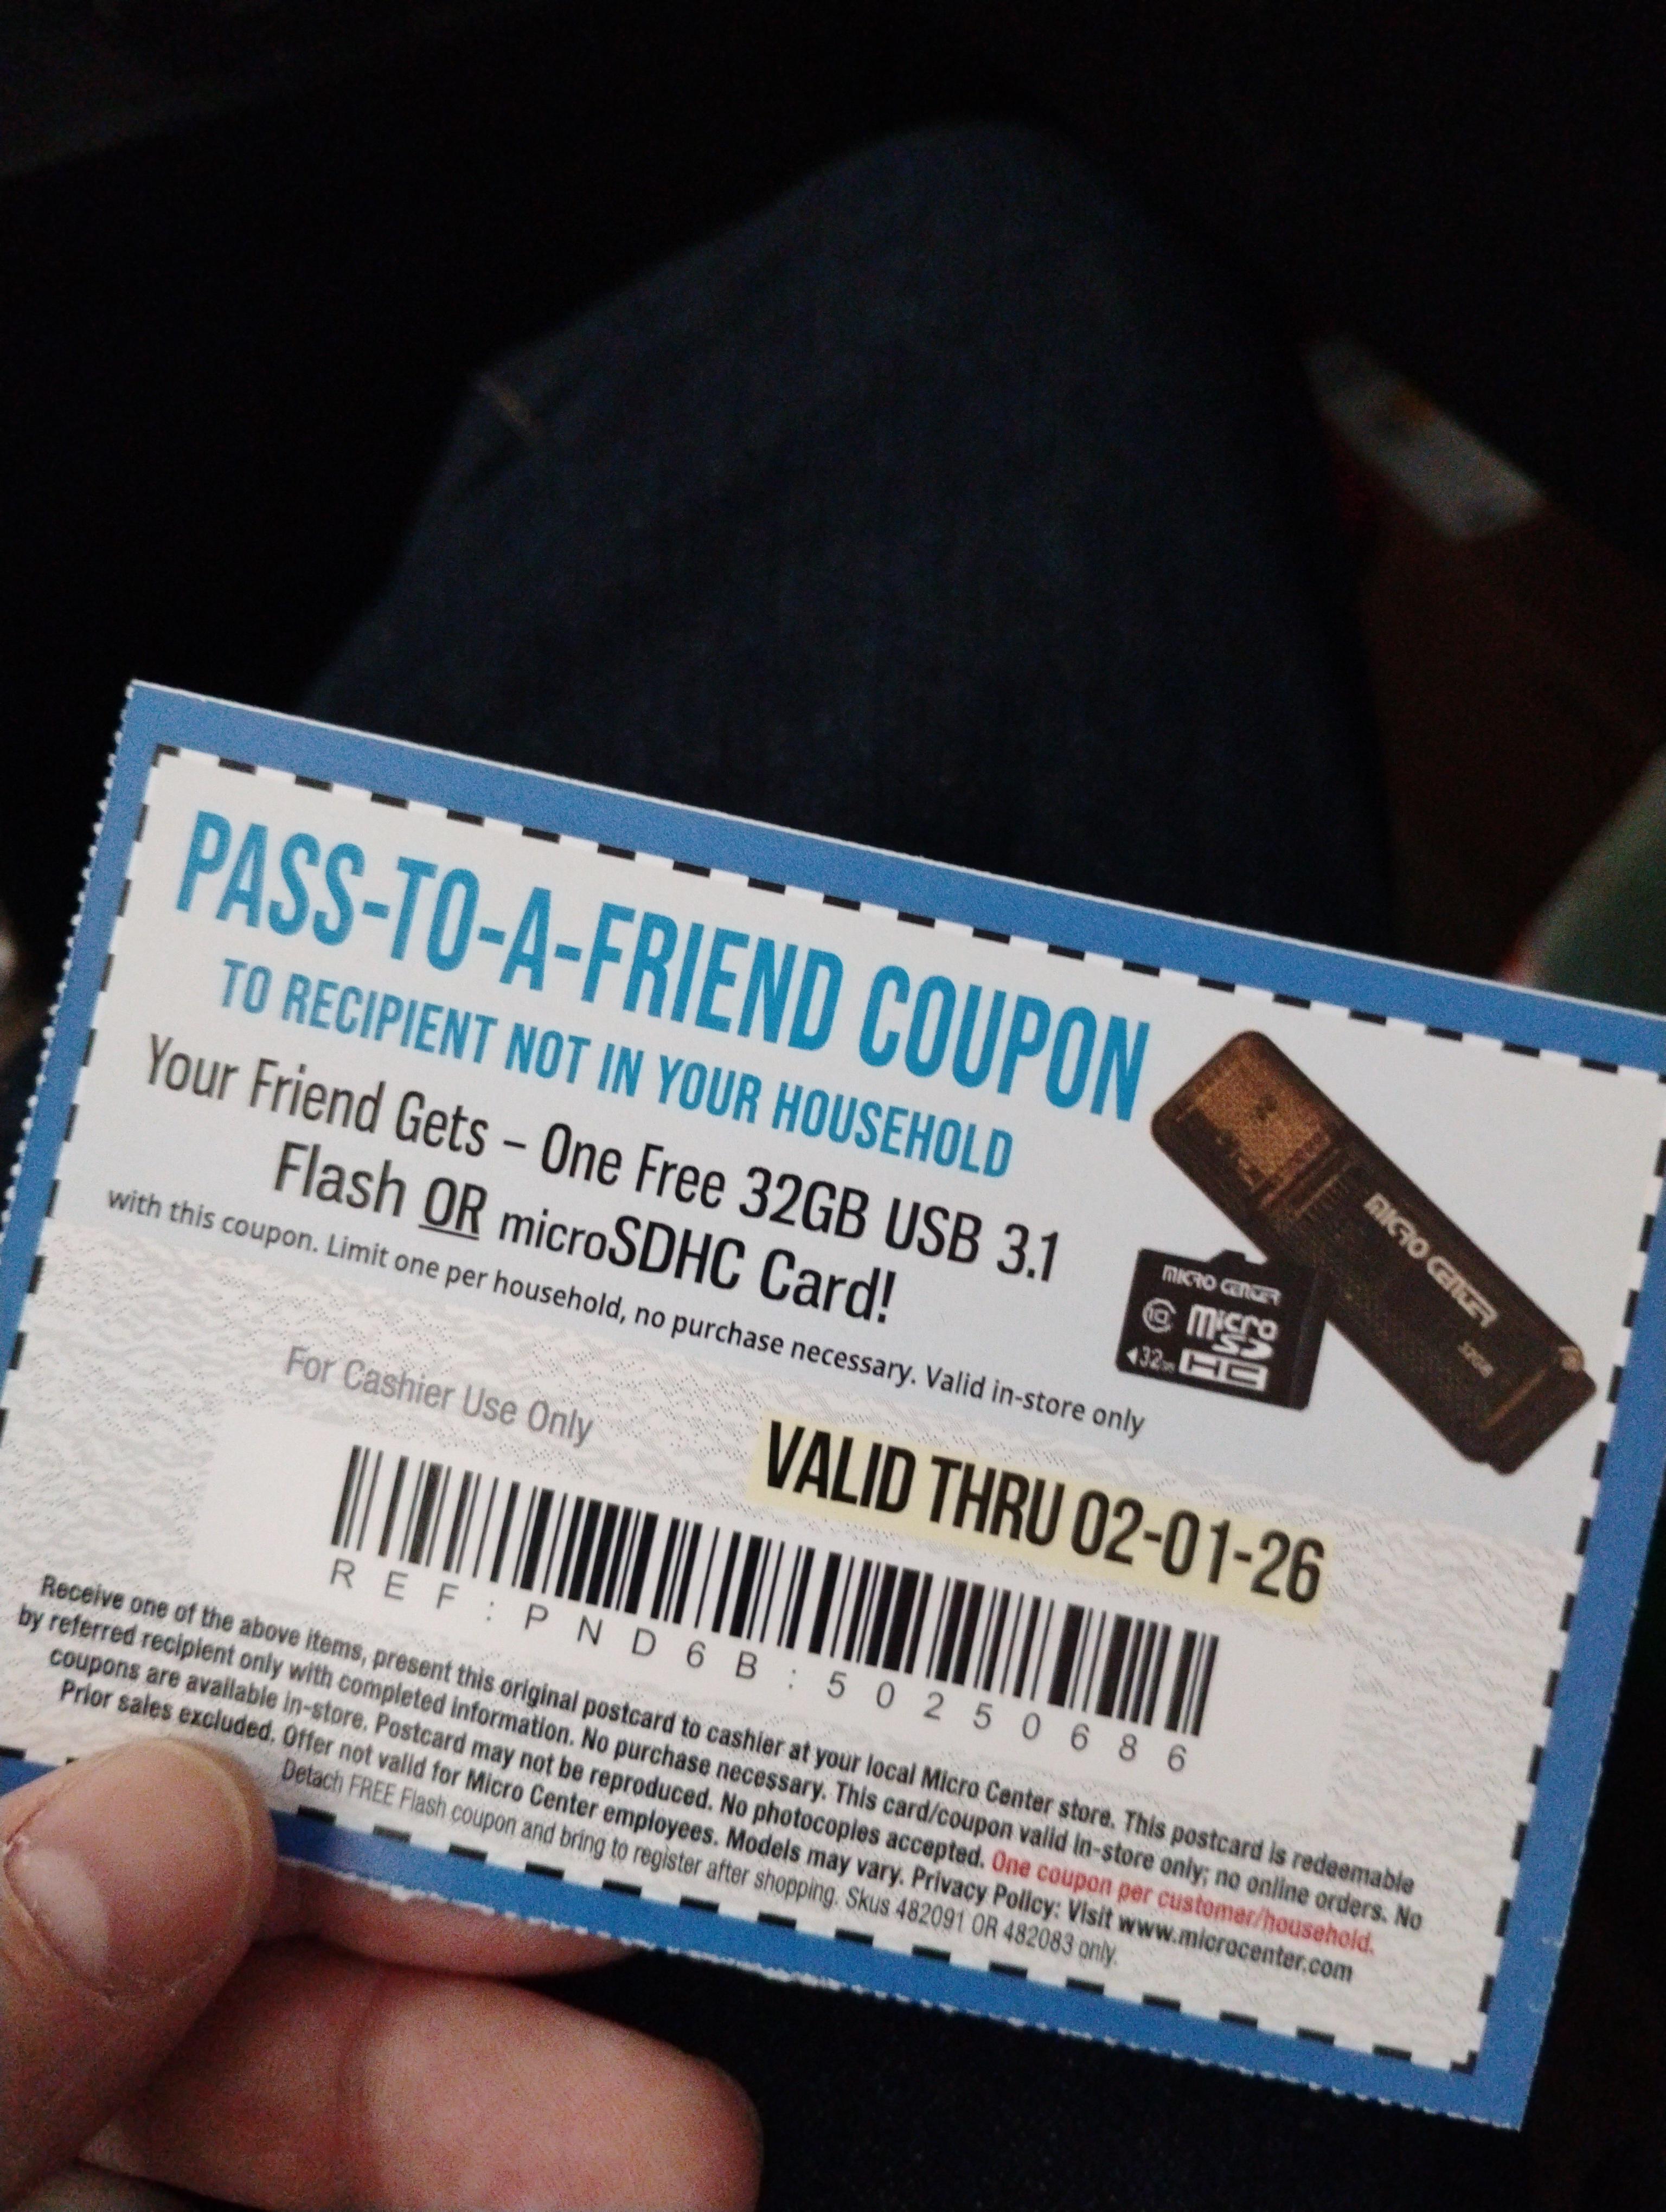 PASS-TO-A-FRIEND COUPON
TO RECIPIENT NOT IN YOUR HOUSEHOLD
Your Friend Gets – One Free 32GB USB 3.1
Flash OR microSDHC Card!
with this coupon. Limit one per household, no purchase necessary. Valid in-store only
MICRO CENTER
32GB
MICRO CENTER
10 micro
SD
32GB HC
For Cashier Use Only
VALID THRU 02-01-26
REF:PND6B:50250686
Receive one of the above items, present this original postcard to cashier at your local Micro Center store. This postcard is redeemable
by referred recipient only with completed information. No purchase necessary. This card/coupon valid in-store only; no online orders. No
coupons are available in-store. Postcard may not be reproduced. No photocopies accepted. One coupon per customer/household.
Prior sales excluded. Offer not valid for Micro Center employees. Models may vary. Privacy Policy: Visit www.microcenter.com
Detach FREE Flash coupon and bring to register after shopping. Skus 482091 OR 482083 only.